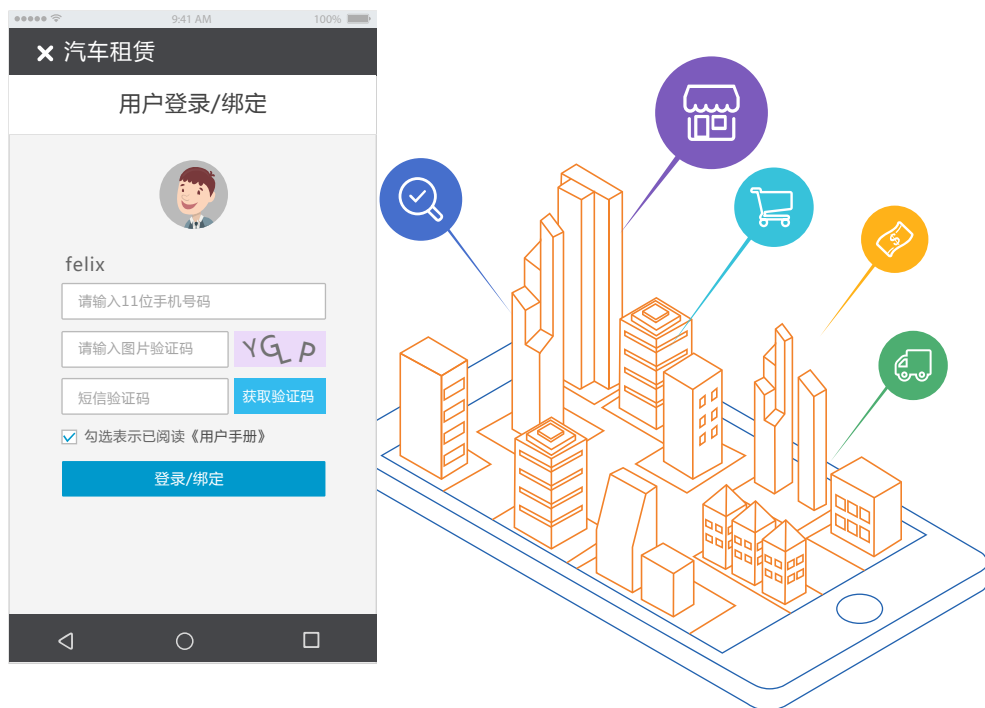 9:41 AM
100%
汽车租赁
用户登录/绑定
felix
请输入11位手机号码
请输入图片验证码
YGLP
短信验证码
获取验证码
勾选表示已阅读《用户手册》
登录/绑定
$